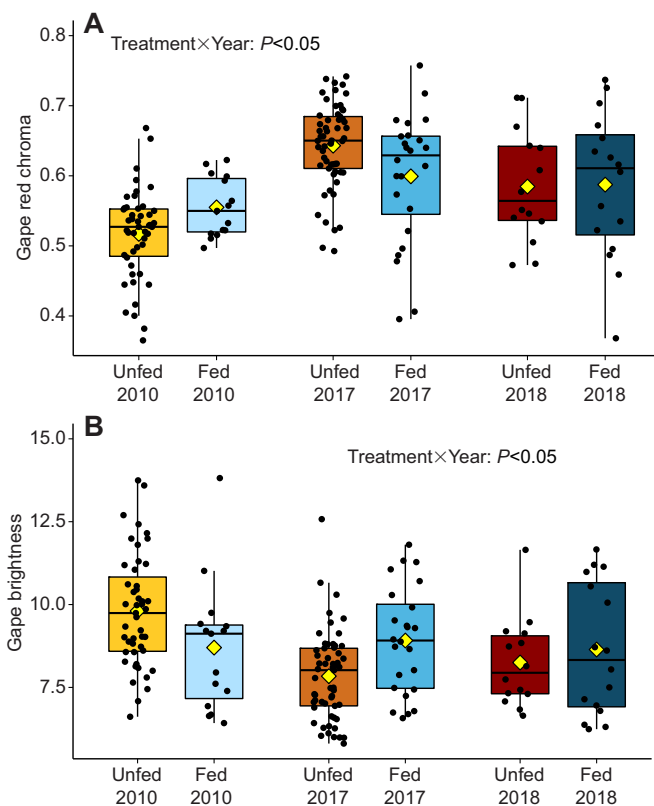 A
Treatment×Year: P<0.05
Gape red chroma
0.8
0.7
0.6
0.5
0.4
Unfed Fed Unfed Fed Unfed Fed
2010 2010 2017 2017 2018 2018
B
Treatment×Year: P<0.05
Gape brightness
15.0
12.5
10.0
7.5
Unfed Fed Unfed Fed Unfed Fed
2010 2010 2017 2017 2018 2018